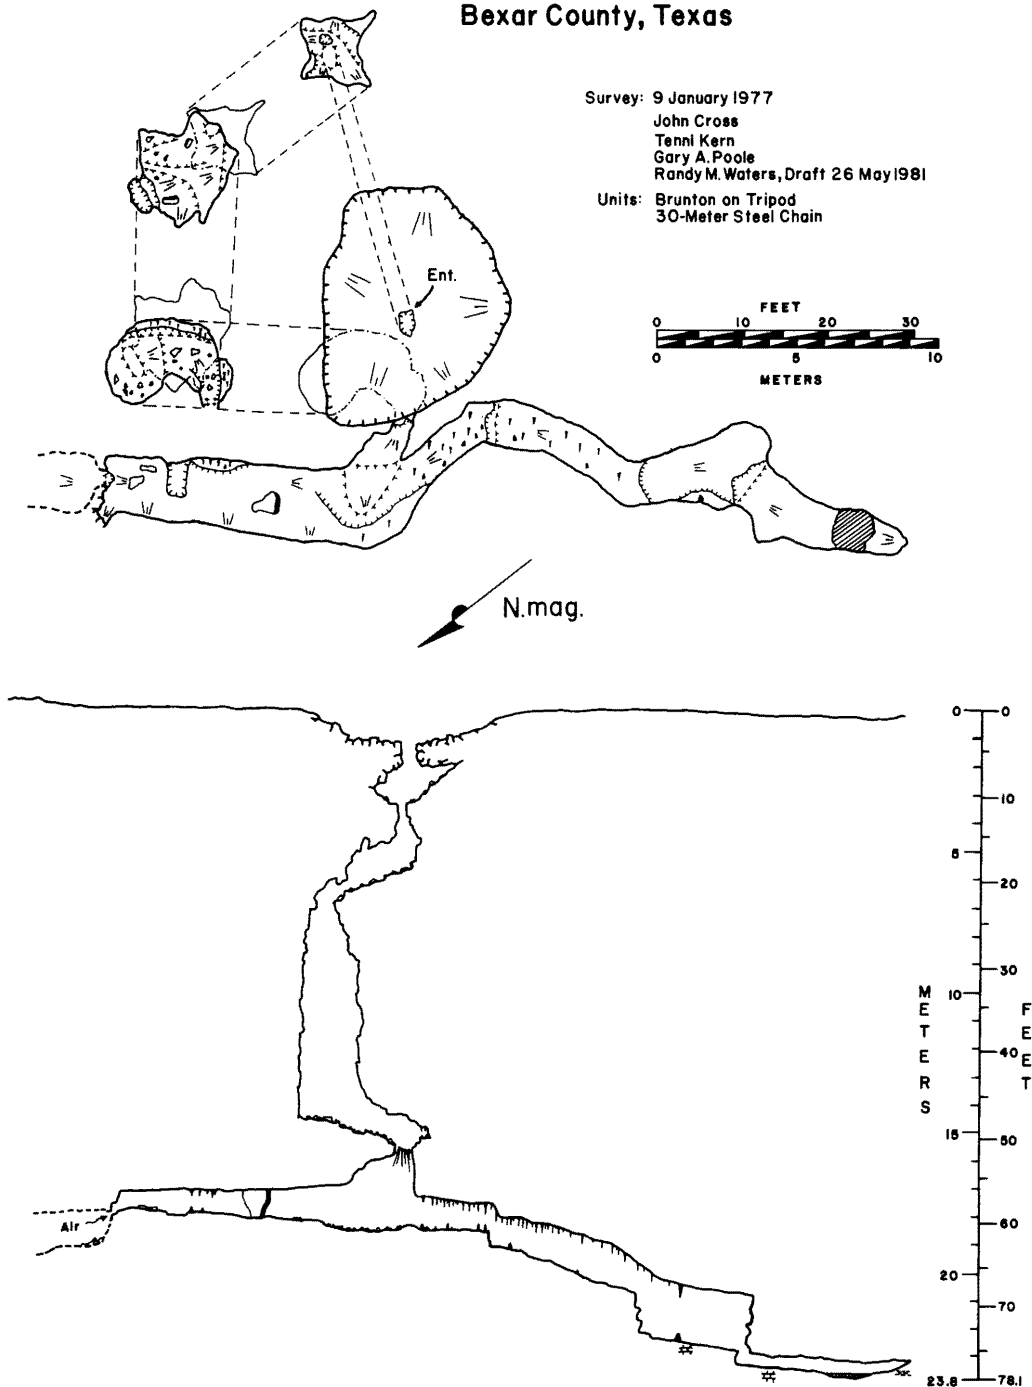 Bexar County, Texas
Survey: 9 January 1977
John Cross
Tenni Kern
Gary A. Poole
Randy M. Waters, Draft 26 May 1981
Units: Brunton on Tripod
30-Meter Steel Chain
Ent.
FEET
0 10 20 30
0 5 10
METERS
N.mag.
0 0
10
5
20
30
10
40
15
50
60
20
70
23.8 78.1
METERS
FEET
Air